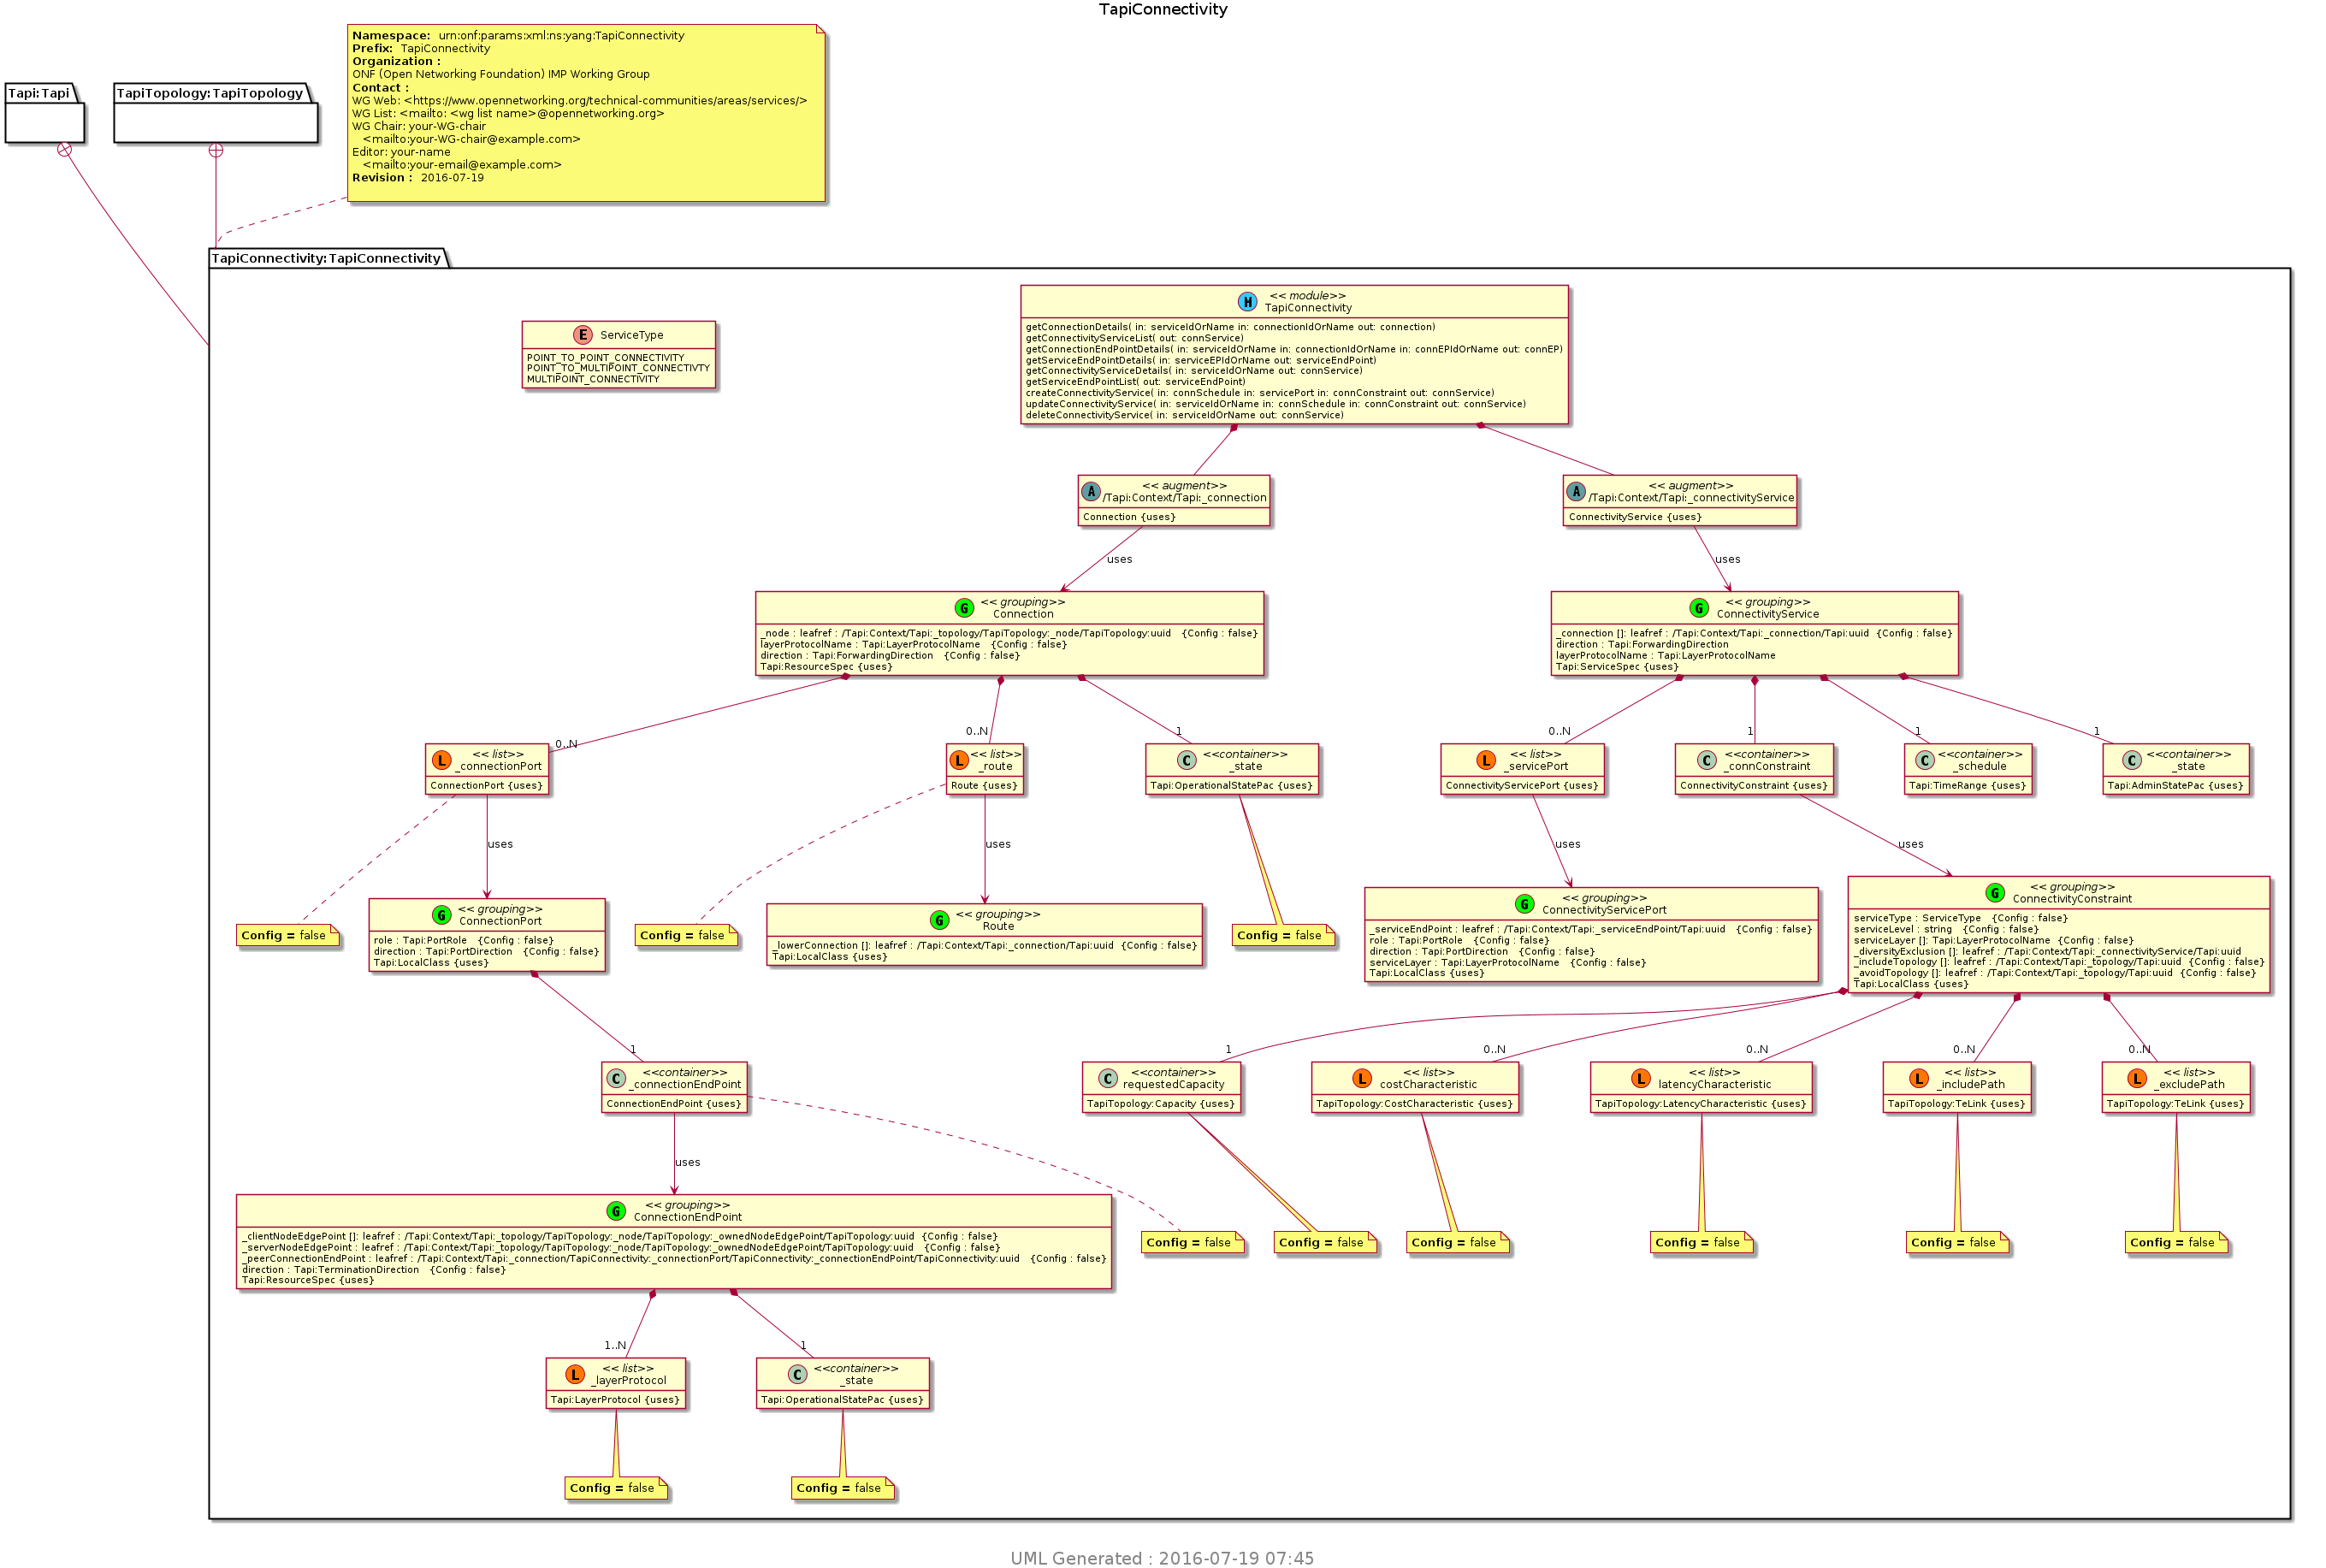 TapiConnectivity
Namespace: urn:onf:params:xml:ns:yang:TapiConnectivity
Prefix: TapiConnectivity
Organization :
ONF (Open Networking Foundation) IMP Working Group
Contact :
WG Web: <https://www.opennetworking.org/technical-communities/areas/services/>
WG List: <mailto: <wg list name>@opennetworking.org>
WG Chair: your-WG-chair
<mailto:your-WG-chair@example.com>
Editor: your-name
<mailto:your-email@example.com>
Revision : 2016-07-19
Tapi:Tapi
TapiTopology:TapiTopology
TapiConnectivity:TapiConnectivity
E ServiceType
POINT_TO_POINT_CONNECTIVITY
POINT_TO_MULTIPOINT_CONNECTIVTY
MULTIPOINT_CONNECTIVITY
M << module>>
TapiConnectivity
getConnectionDetails( in: serviceIdOrName in: connectionIdOrName out: connection)
getConnectivityServiceList( out: connService)
getConnectionEndPointDetails( in: serviceIdOrName in: connectionIdOrName in: connEPIdOrName out: connEP)
getServiceEndPointDetails( in: serviceEPIdOrName out: serviceEndPoint)
getConnectivityServiceDetails( in: serviceIdOrName out: connService)
getServiceEndPointList( out: serviceEndPoint)
createConnectivityService( in: connSchedule in: servicePort in: connConstraint out: connService)
updateConnectivityService( in: serviceIdOrName in: connSchedule in: connConstraint out: connService)
deleteConnectivityService( in: serviceIdOrName out: connService)
A << augment>>
/Tapi:Context/Tapi:_connection
Connection {uses}
A << augment>>
/Tapi:Context/Tapi:_connectivityService
ConnectivityService {uses}
uses
uses
G << grouping>>
Connection
_node : leafref : /Tapi:Context/Tapi:_topology/TapiTopology:_node/TapiTopology:uuid {Config : false}
layerProtocolName : Tapi:LayerProtocolName {Config : false}
direction : Tapi:ForwardingDirection {Config : false}
Tapi:ResourceSpec {uses}
G << grouping>>
ConnectivityService
_connection []: leafref : /Tapi:Context/Tapi:_connection/Tapi:uuid {Config : false}
direction : Tapi:ForwardingDirection
layerProtocolName : Tapi:LayerProtocolName
Tapi:ServiceSpec {uses}
0..N
0..N
1
0..N
1
1
1
L << list>>
_connectionPort
ConnectionPort {uses}
L << list>>
_route
Route {uses}
C <<container>>
_state
Tapi:OperationalStatePac {uses}
L << list>>
_servicePort
ConnectivityServicePort {uses}
C <<container>>
_connConstraint
ConnectivityConstraint {uses}
C <<container>>
_schedule
Tapi:TimeRange {uses}
C <<container>>
_state
Tapi:AdminStatePac {uses}
uses
uses
uses
uses
Config = false
G << grouping>>
ConnectionPort
role : Tapi:PortRole {Config : false}
direction : Tapi:PortDirection {Config : false}
Tapi:LocalClass {uses}
Config = false
G << grouping>>
Route
_lowerConnection []: leafref : /Tapi:Context/Tapi:_connection/Tapi:uuid {Config : false}
Tapi:LocalClass {uses}
Config = false
G << grouping>>
ConnectivityServicePort
_serviceEndPoint : leafref : /Tapi:Context/Tapi:_serviceEndPoint/Tapi:uuid {Config : false}
role : Tapi:PortRole {Config : false}
direction : Tapi:PortDirection {Config : false}
serviceLayer : Tapi:LayerProtocolName {Config : false}
Tapi:LocalClass {uses}
G << grouping>>
ConnectivityConstraint
serviceType : ServiceType {Config : false}
serviceLevel : string {Config : false}
serviceLayer []: Tapi:LayerProtocolName {Config : false}
_diversityExclusion []: leafref : /Tapi:Context/Tapi:_connectivityService/Tapi:uuid
_includeTopology []: leafref : /Tapi:Context/Tapi:_topology/Tapi:uuid {Config : false}
_avoidTopology []: leafref : /Tapi:Context/Tapi:_topology/Tapi:uuid {Config : false}
Tapi:LocalClass {uses}
1
1
0..N
0..N
0..N
0..N
C <<container>>
_connectionEndPoint
ConnectionEndPoint {uses}
C <<container>>
requestedCapacity
TapiTopology:Capacity {uses}
L << list>>
costCharacteristic
TapiTopology:CostCharacteristic {uses}
L << list>>
latencyCharacteristic
TapiTopology:LatencyCharacteristic {uses}
L << list>>
_includePath
TapiTopology:TeLink {uses}
L << list>>
_excludePath
TapiTopology:TeLink {uses}
uses
G << grouping>>
ConnectionEndPoint
_clientNodeEdgePoint []: leafref : /Tapi:Context/Tapi:_topology/TapiTopology:_node/TapiTopology:_ownedNodeEdgePoint/TapiTopology:uuid {Config : false}
_serverNodeEdgePoint : leafref : /Tapi:Context/Tapi:_topology/TapiTopology:_node/TapiTopology:_ownedNodeEdgePoint/TapiTopology:uuid {Config : false}
_peerConnectionEndPoint : leafref : /Tapi:Context/Tapi:_connection/TapiConnectivity:_connectionPort/TapiConnectivity:_connectionEndPoint/TapiConnectivity:uuid {Config : false}
direction : Tapi:TerminationDirection {Config : false}
Tapi:ResourceSpec {uses}
Config = false
Config = false
Config = false
Config = false
Config = false
Config = false
1..N
1
L << list>>
_layerProtocol
Tapi:LayerProtocol {uses}
C <<container>>
_state
Tapi:OperationalStatePac {uses}
Config = false
Config = false
UML Generated : 2016-07-19 07:45